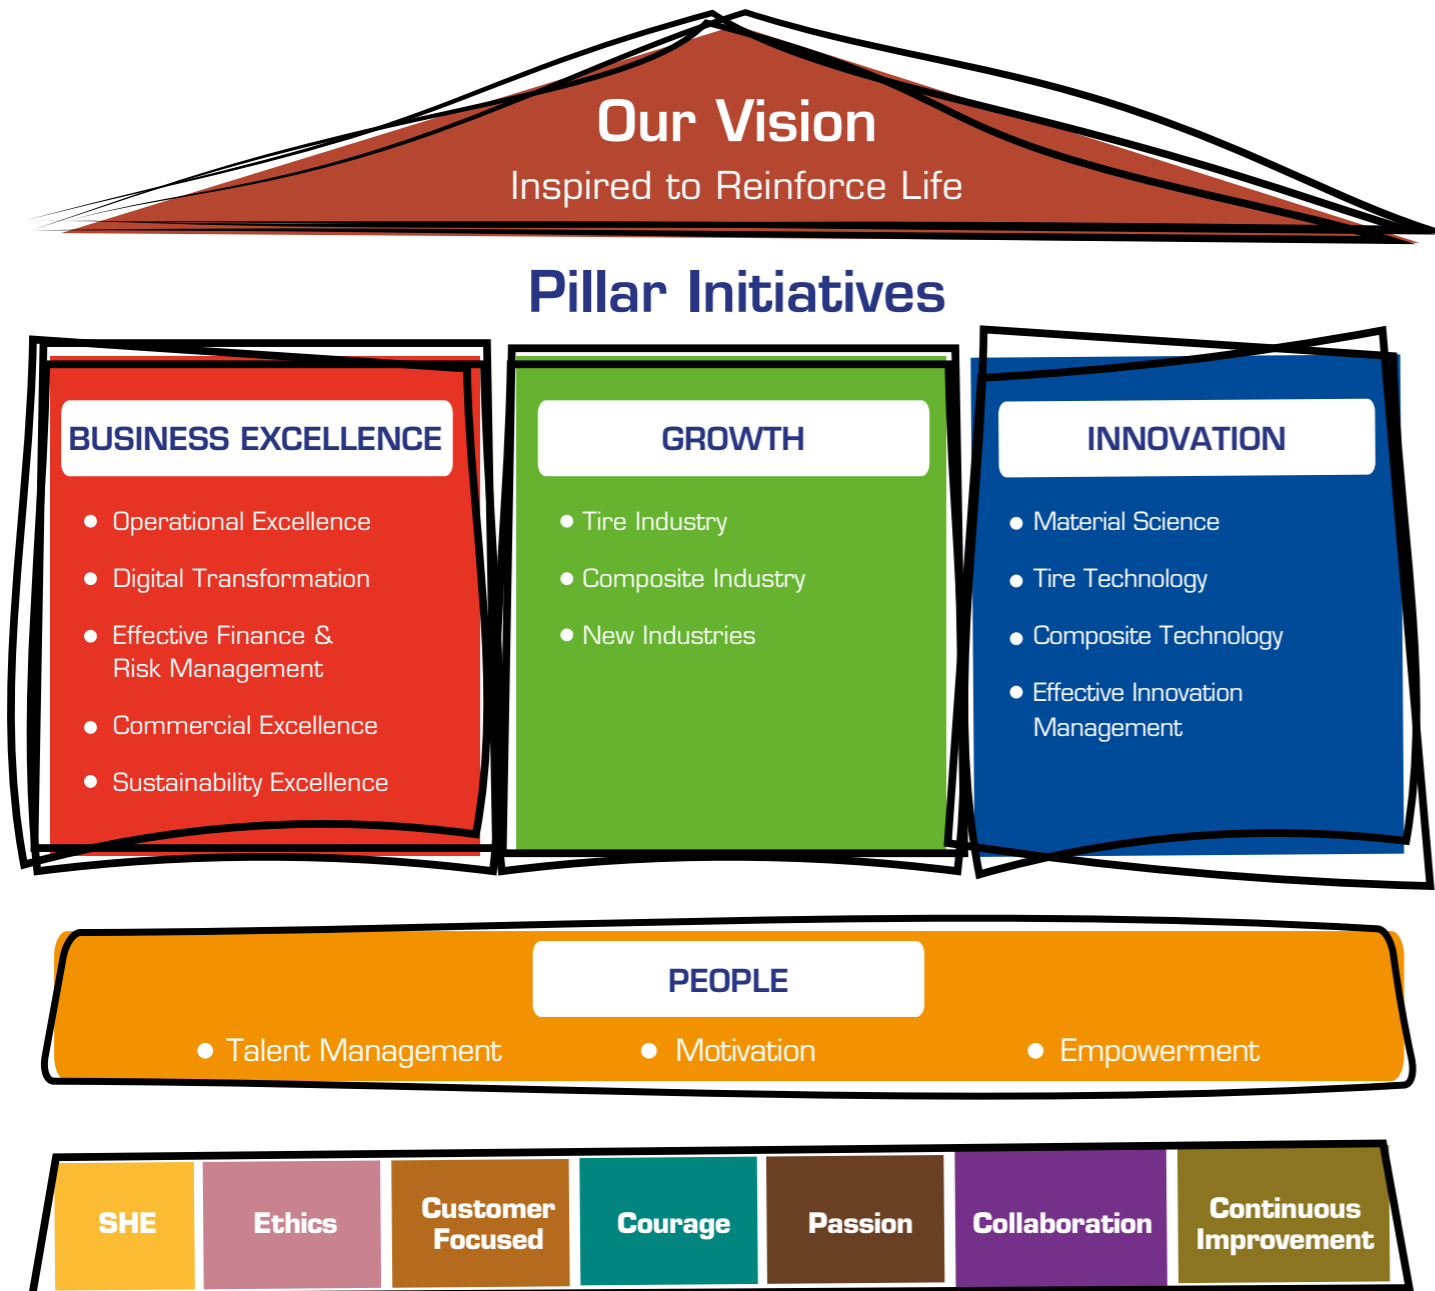 Our Vision
Inspired to Reinforce Life
Pillar Initiatives
BUSINESS EXCELLENCE
• Operational Excellence
• Digital Transformation
• Effective Finance &
Risk Management
• Commercial Excellence
• Sustainability Excellence
GROWTH
• Tire Industry
• Composite Industry
• New Industries
INNOVATION
• Material Science
• Tire Technology
• Composite Technology
• Effective Innovation
Management
PEOPLE
• Talent Management
• Motivation
• Empowerment
SHE
Ethics
Customer
Focused
Courage
Passion
Collaboration
Continuous
Improvement